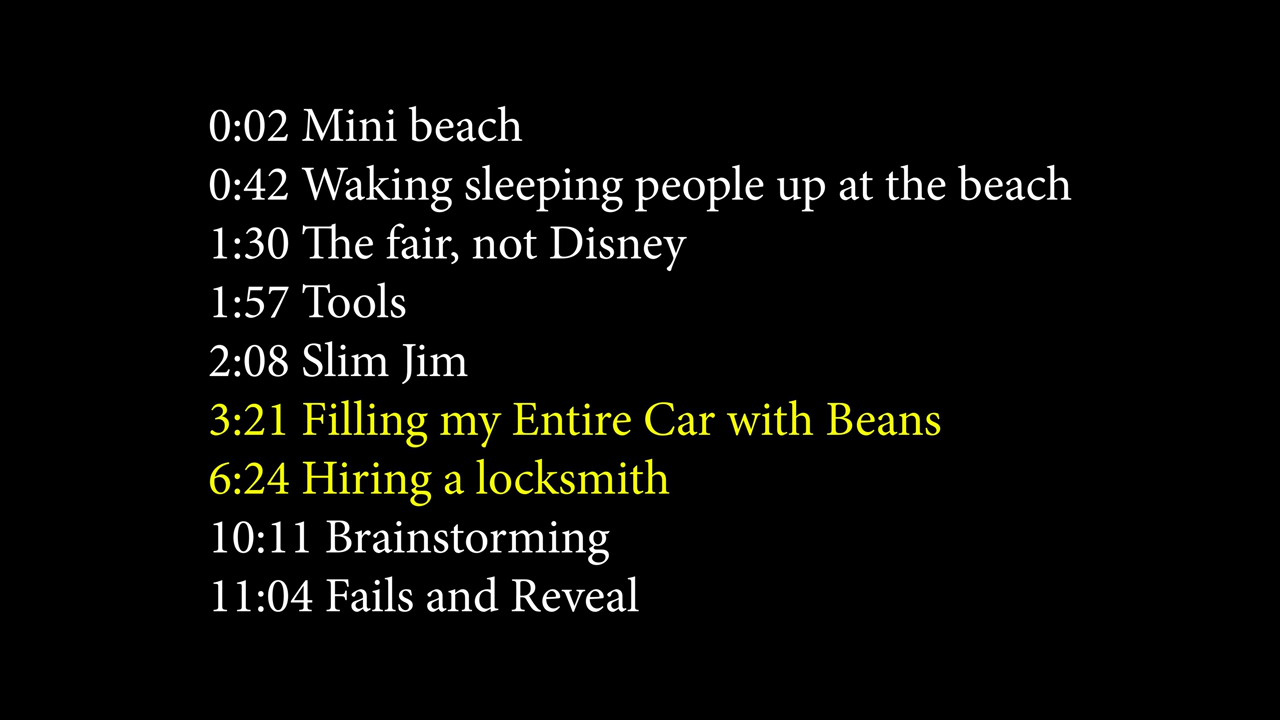 0:02 Mini beach
0:42 Waking sleeping people up at the beach
1:30 The fair, not Disney
1:57 Tools
2:08 Slim Jim
3:21 Filling my Entire Car with Beans
6:24 Hiring a locksmith
10:11 Brainstorming
11:04 Fails and Reveal